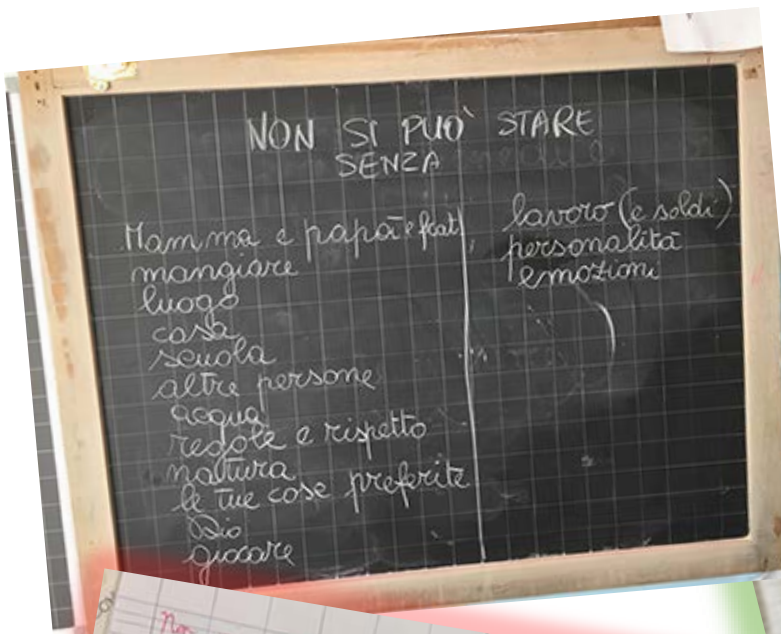 NON SI PUÒ STARE
SENZA
Mamma e papà e frat.
mangiare
luogo
casa
scuola
altre persone
acqua
regole e rispetto
natura
le tue cose preferite
Dio
giocare
lavoro (e soldi)
personalità
emozioni